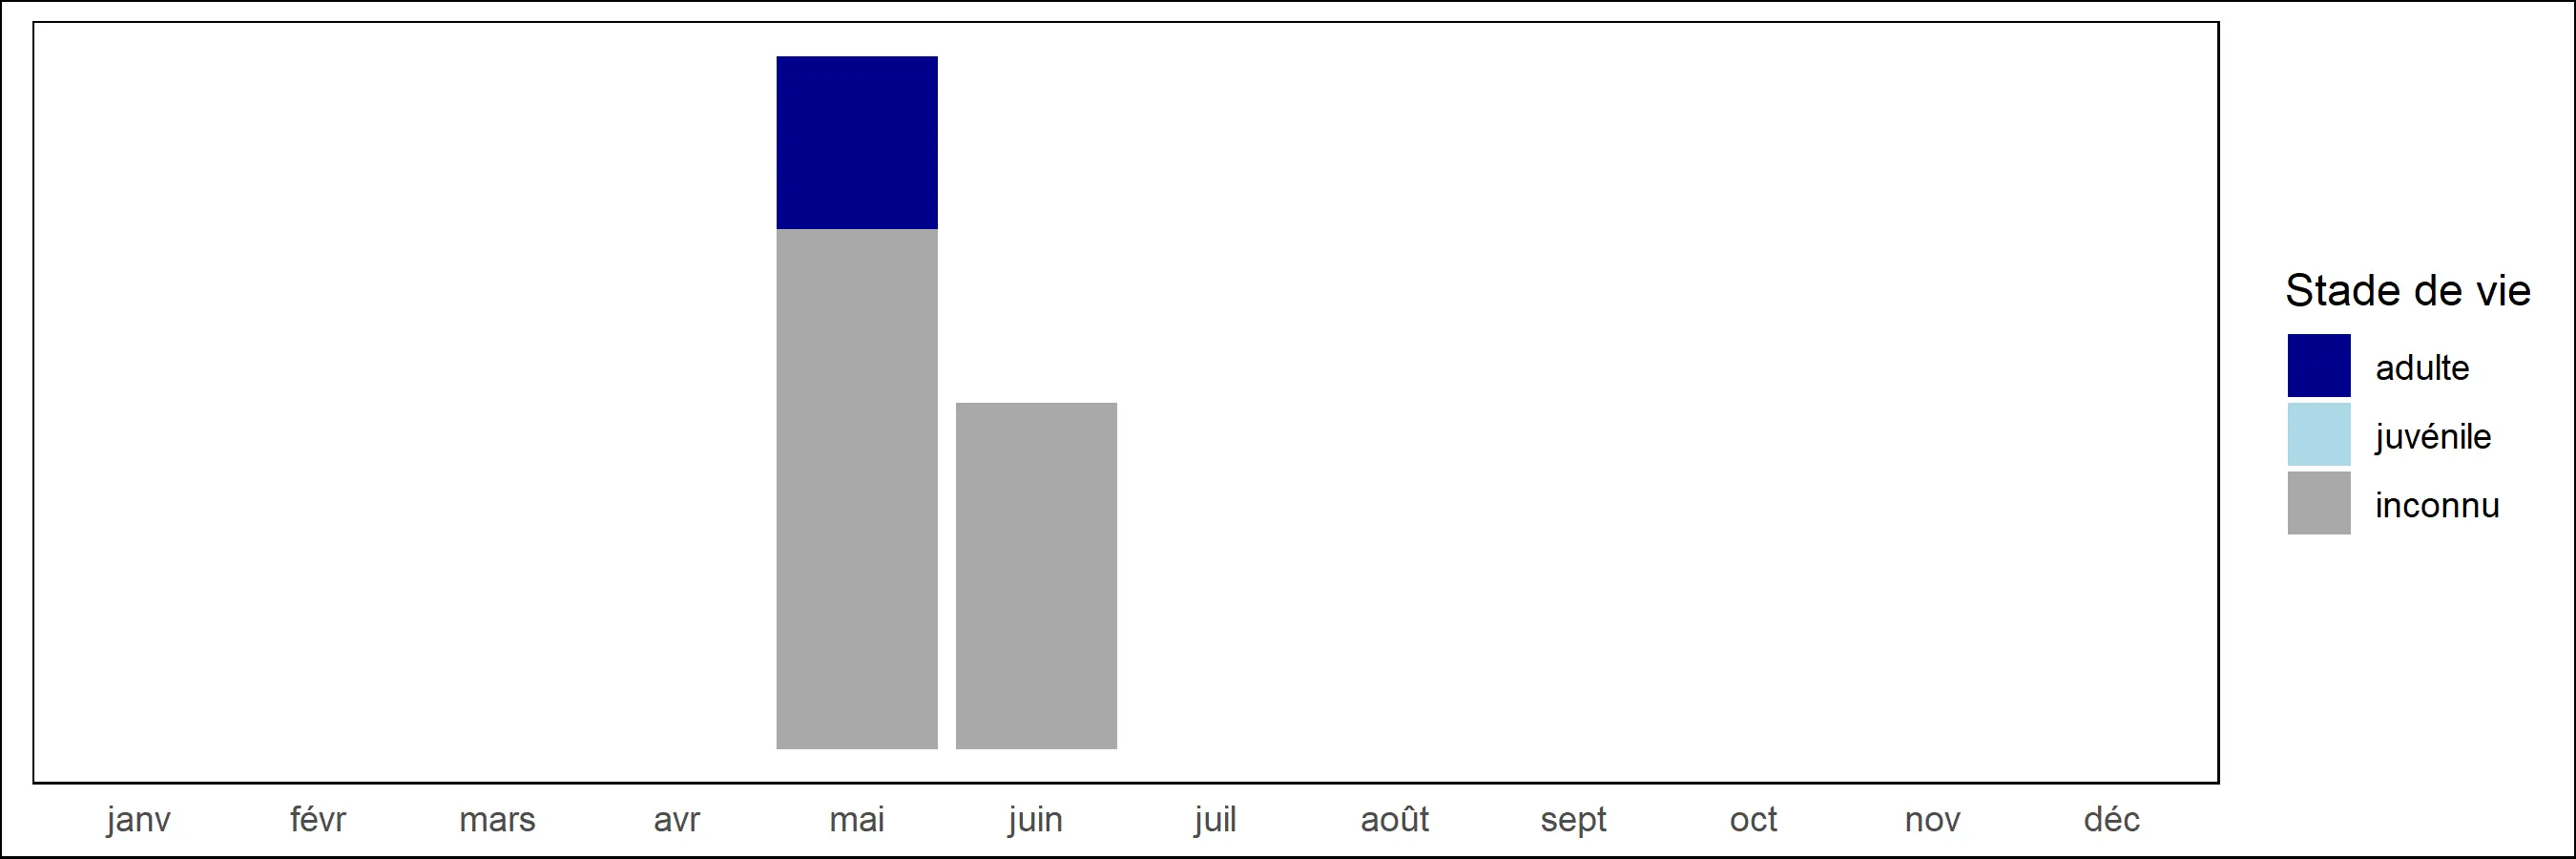 Stade de vie
adulte
juvénile
inconnu
janv févr mars avr mai juin juil août sept oct nov déc